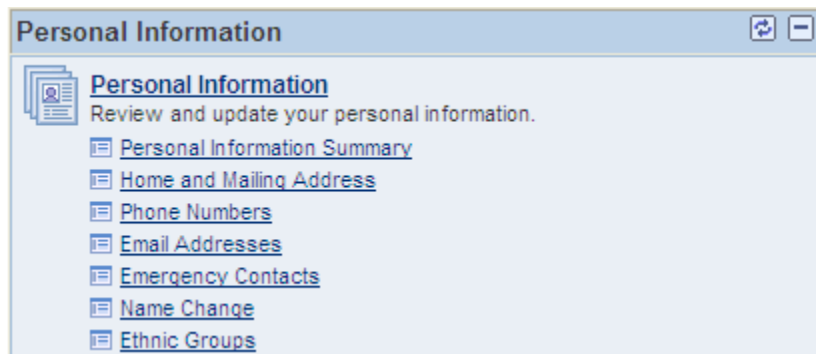 Personal Information
Personal Information
Review and update your personal information.
Personal Information Summary
Home and Mailing Address
Phone Numbers
Email Addresses
Emergency Contacts
Name Change
Ethnic Groups